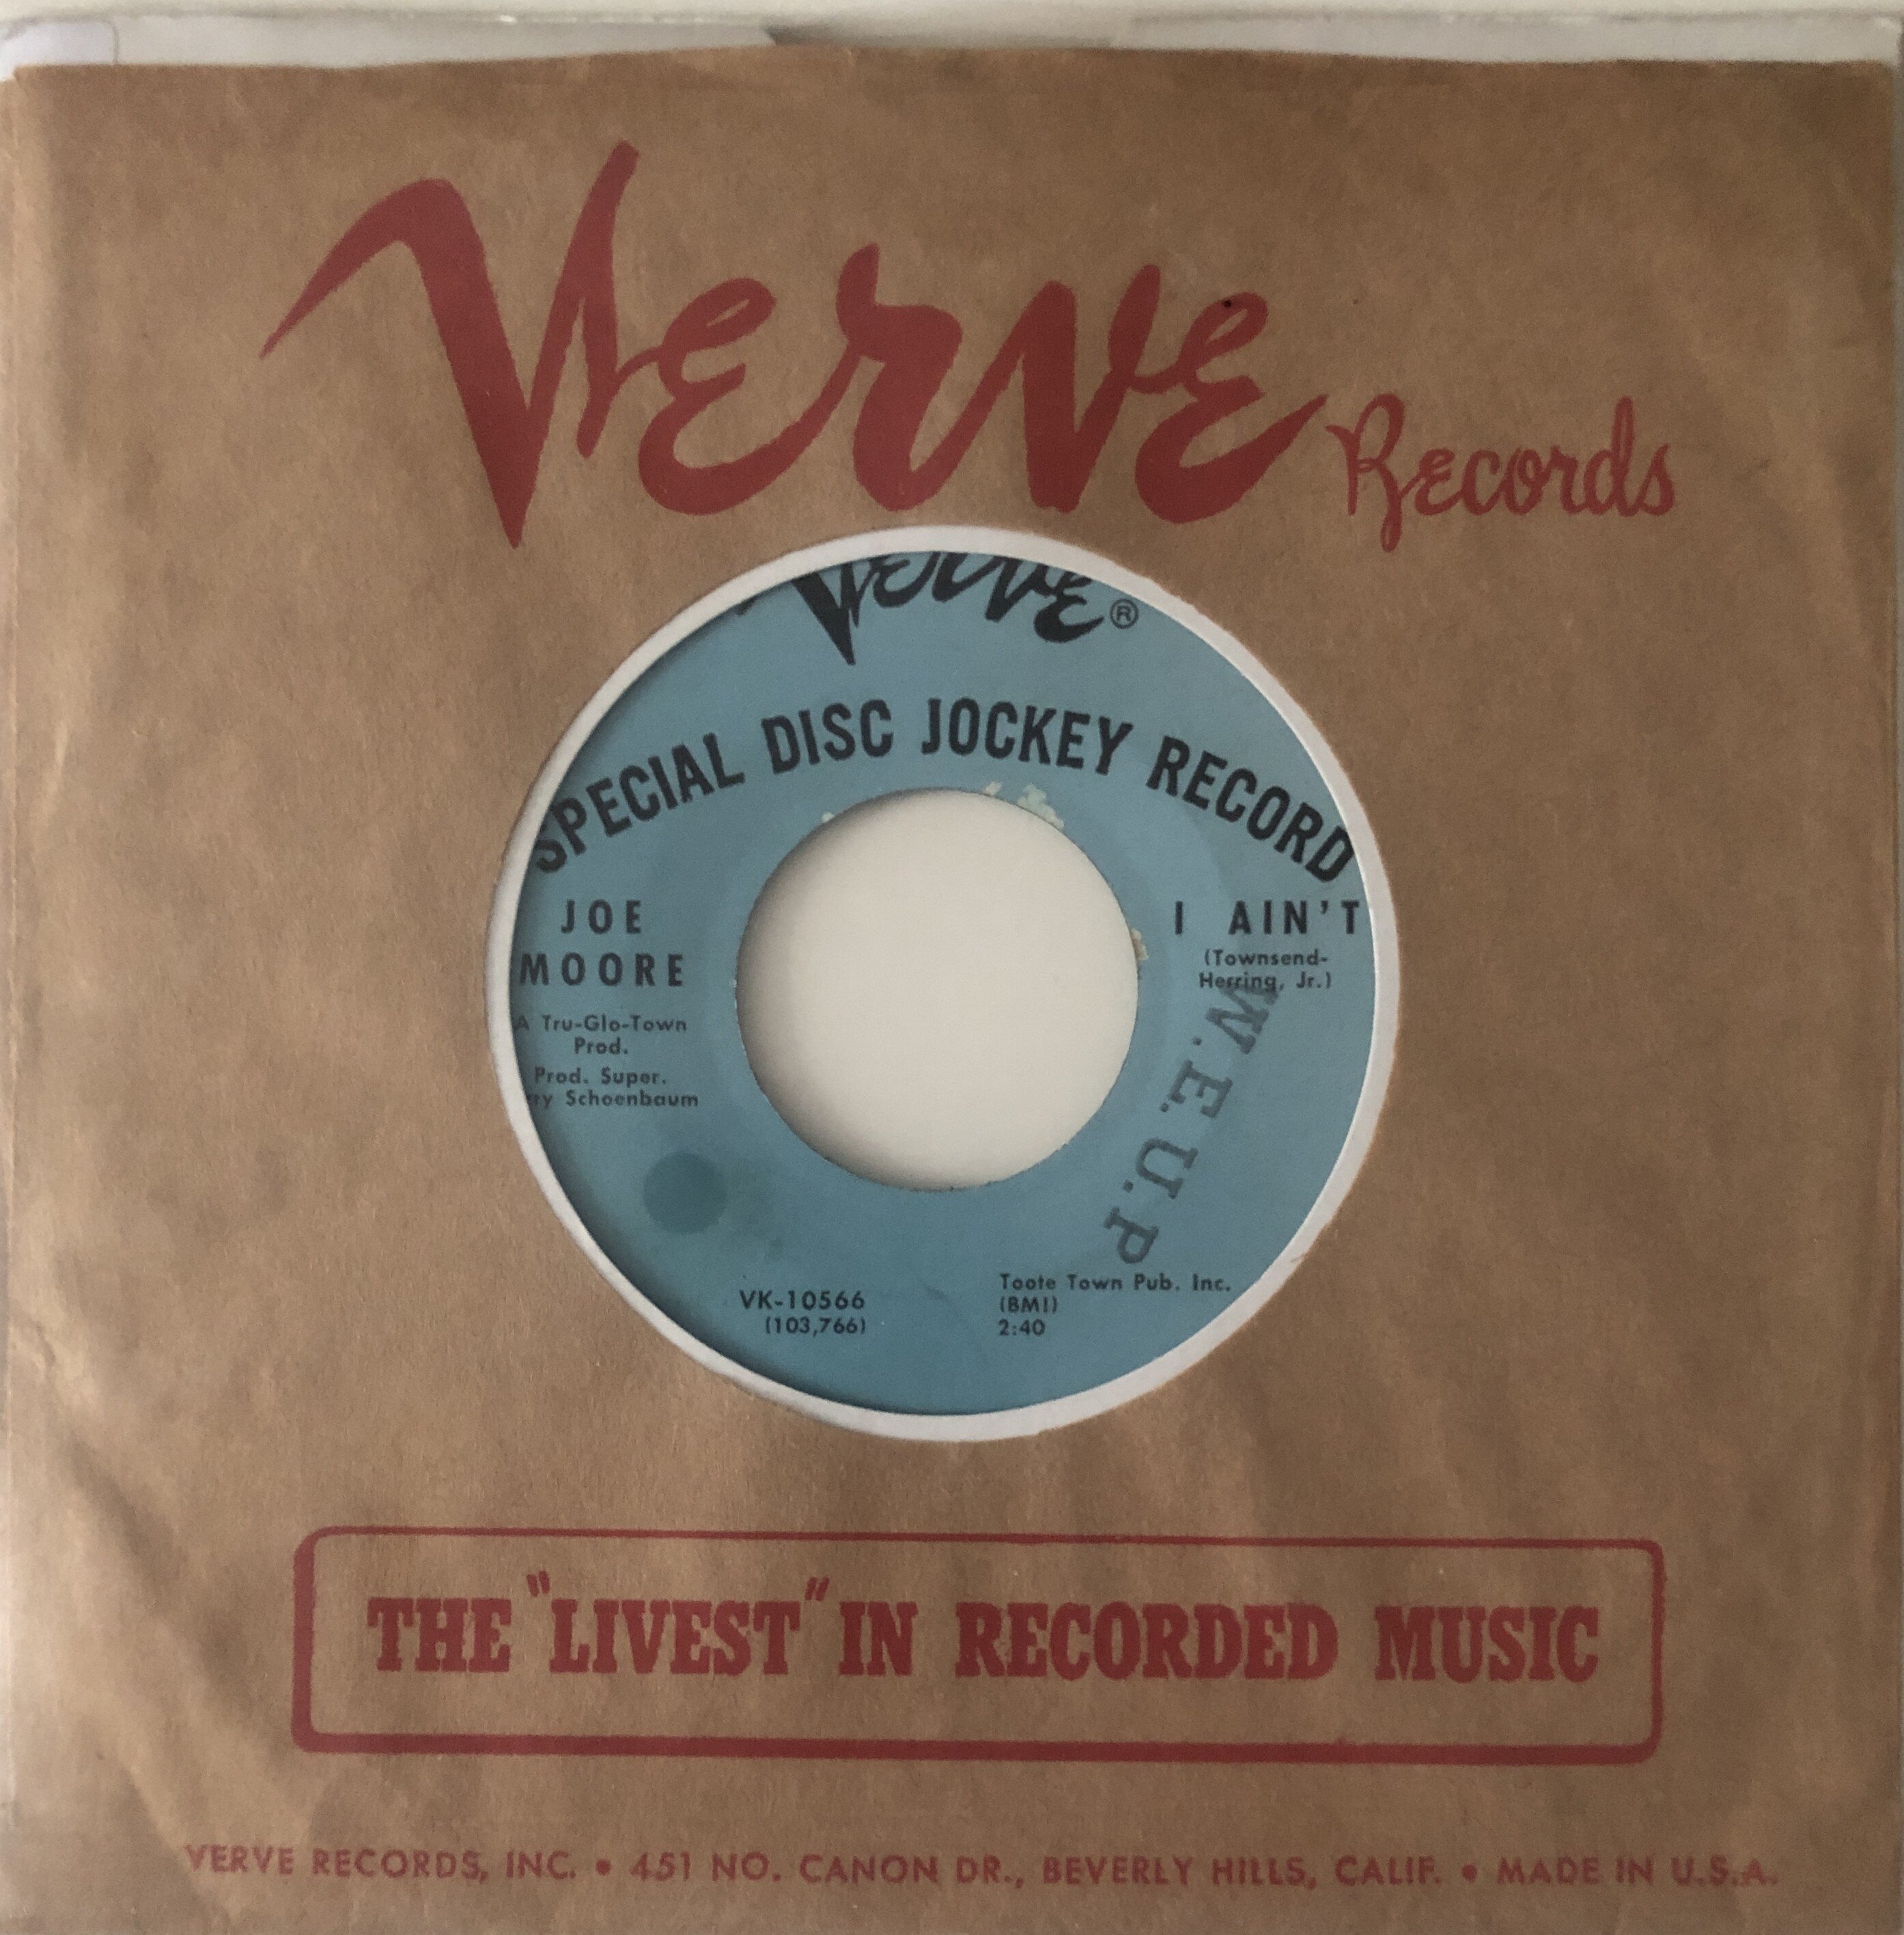 Verve Records
Verve®
SPECIAL DISC JOCKEY RECORD
JOE
MOORE
A Tru-Glo-Town
Prod.
Prod. Super.
ry Schoenbaum
I AIN'T
(Townsend-
Herring, Jr.)
W.E.U.P
VK-10566
(103,766)
Toote Town Pub. Inc.
(BMI)
2:40
THE "LIVEST" IN RECORDED MUSIC
VERVE RECORDS, INC. • 451 NO. CANON DR., BEVERLY HILLS, CALIF. • MADE IN U.S.A.